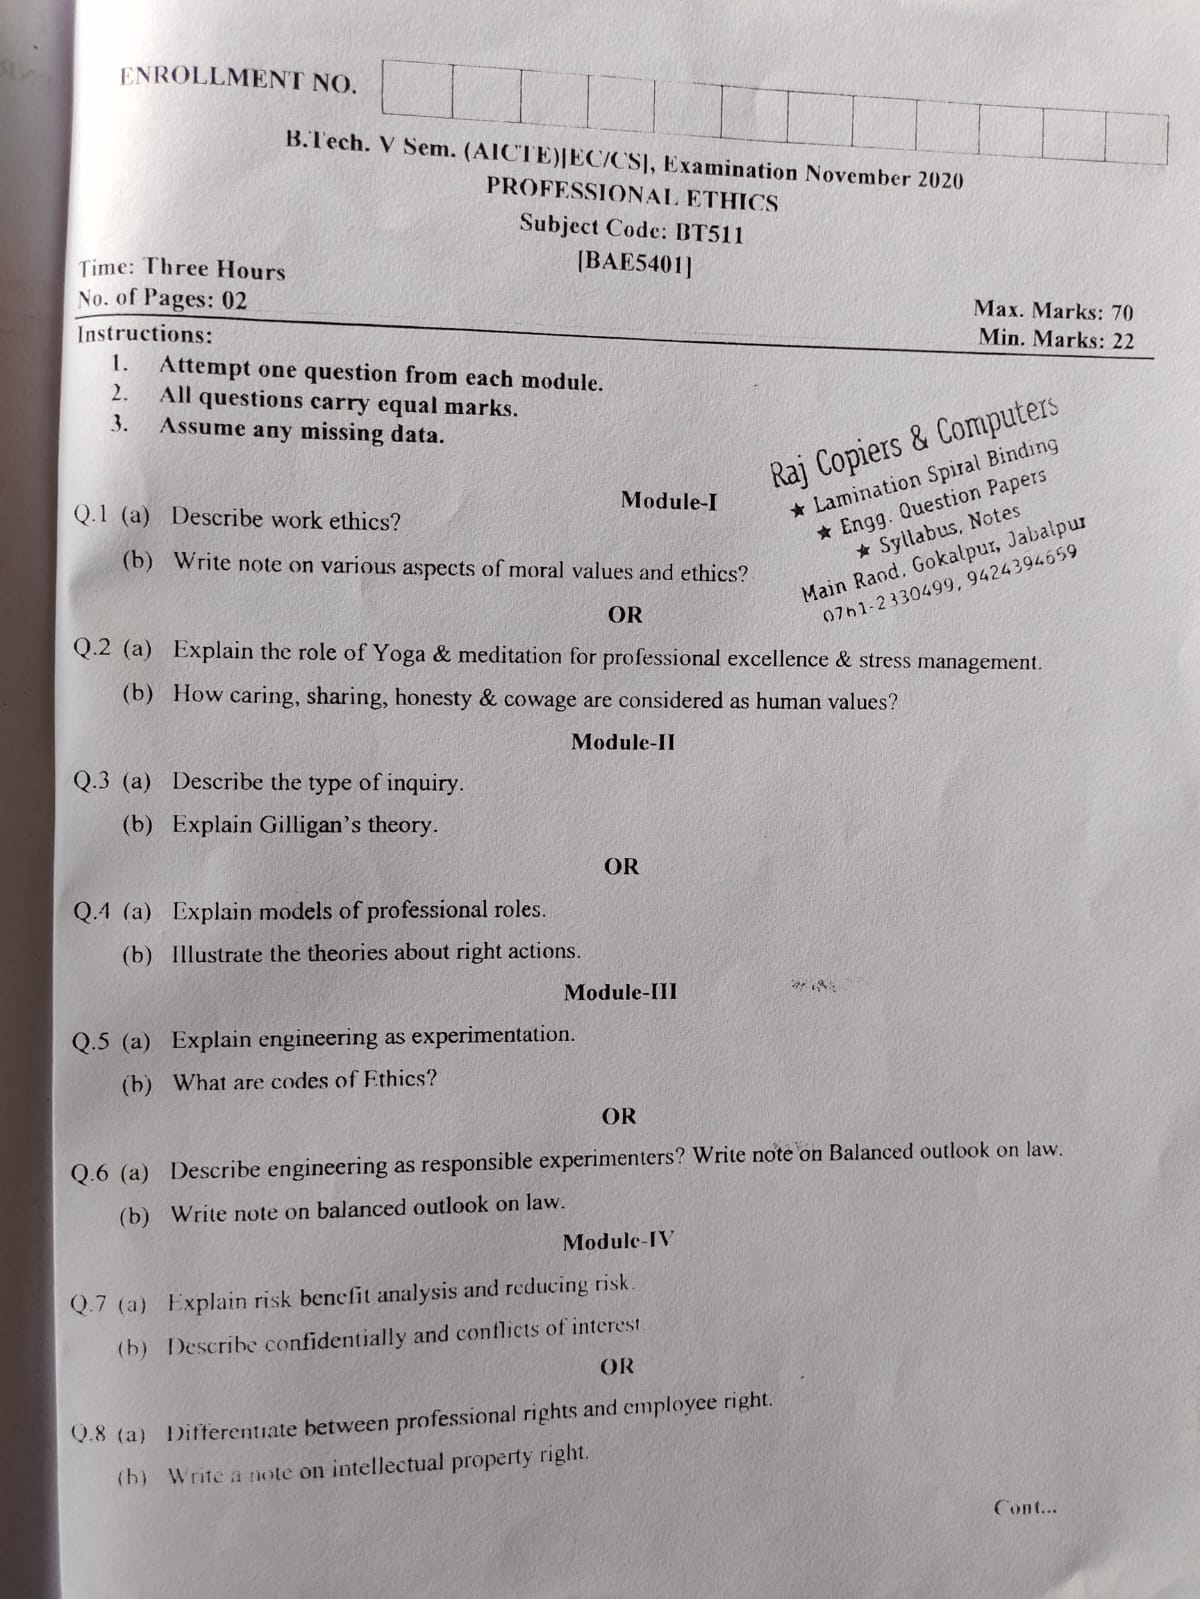 ENROLLMENT NO.
B.Tech. V Sem. (AICTE)[EC/CS], Examination November 2020
PROFESSIONAL ETHICS
Subject Code: BT511
[BAE5401]
Time: Three Hours
No. of Pages: 02
Max. Marks: 70
Min. Marks: 22
Instructions:
1. Attempt one question from each module.
2. All questions carry equal marks.
3. Assume any missing data.
Raj Copiers & Computers
★ Lamination Spiral Binding
★ Engg. Question Papers
★ Syllabus, Notes
Main Raod, Gokalpur, Jabalpur
0761-2330499, 9424394659
Module-I
Q.1 (a) Describe work ethics?
(b) Write note on various aspects of moral values and ethics?
OR
Q.2 (a) Explain the role of Yoga & meditation for professional excellence & stress management.
(b) How caring, sharing, honesty & cowage are considered as human values?
Module-II
Q.3 (a) Describe the type of inquiry.
(b) Explain Gilligan's theory.
OR
Q.4 (a) Explain models of professional roles.
(b) Illustrate the theories about right actions.
Module-III
Q.5 (a) Explain engineering as experimentation.
(b) What are codes of Ethics?
OR
Q.6 (a) Describe engineering as responsible experimenters? Write note on Balanced outlook on law.
(b) Write note on balanced outlook on law.
Module-IV
Q.7 (a) Explain risk benefit analysis and reducing risk.
(b) Describe confidentially and conflicts of interest.
OR
Q.8 (a) Differentiate between professional rights and employee right.
(b) Write a note on intellectual property right.
Cont...